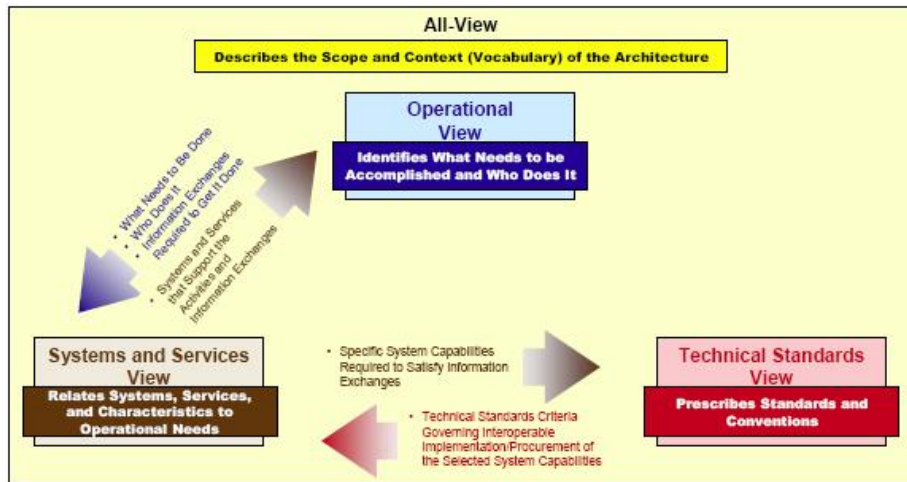 All-View
Describes the Scope and Context (Vocabulary) of the Architecture
Operational
View
Identifies What Needs to be
Accomplished and Who Does It
• What Needs to Be Done
• Who Does It
• Information Exchanges
Required to Get It Done
• Systems and Services
that Support the
Activities and
Information Exchanges
Systems and Services
View
Relates Systems, Services,
and Characteristics to
Operational Needs
• Specific System Capabilities
Required to Satisfy Information
Exchanges
• Technical Standards Criteria
Governing Interoperable
Implementation/Procurement of
the Selected System Capabilities
Technical Standards
View
Prescribes Standards and
Conventions